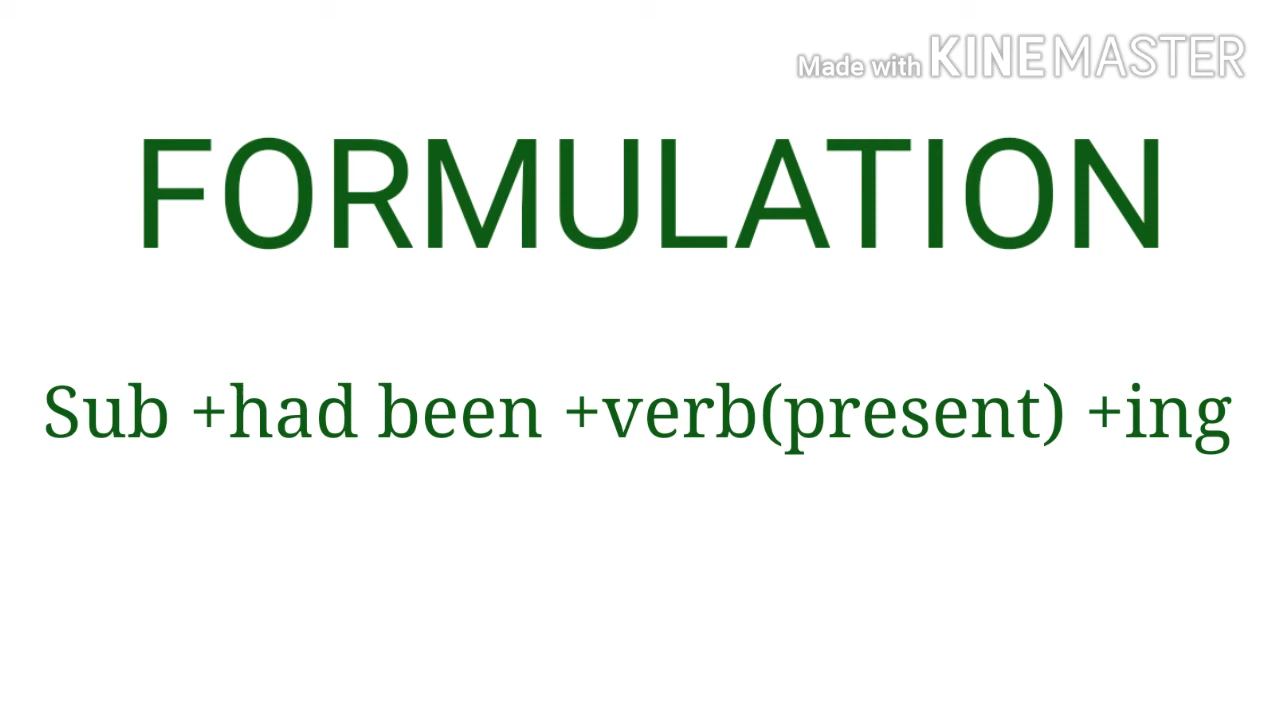 Made with KINEMASTER
FORMULATION
Sub +had been +verb(present) +ing